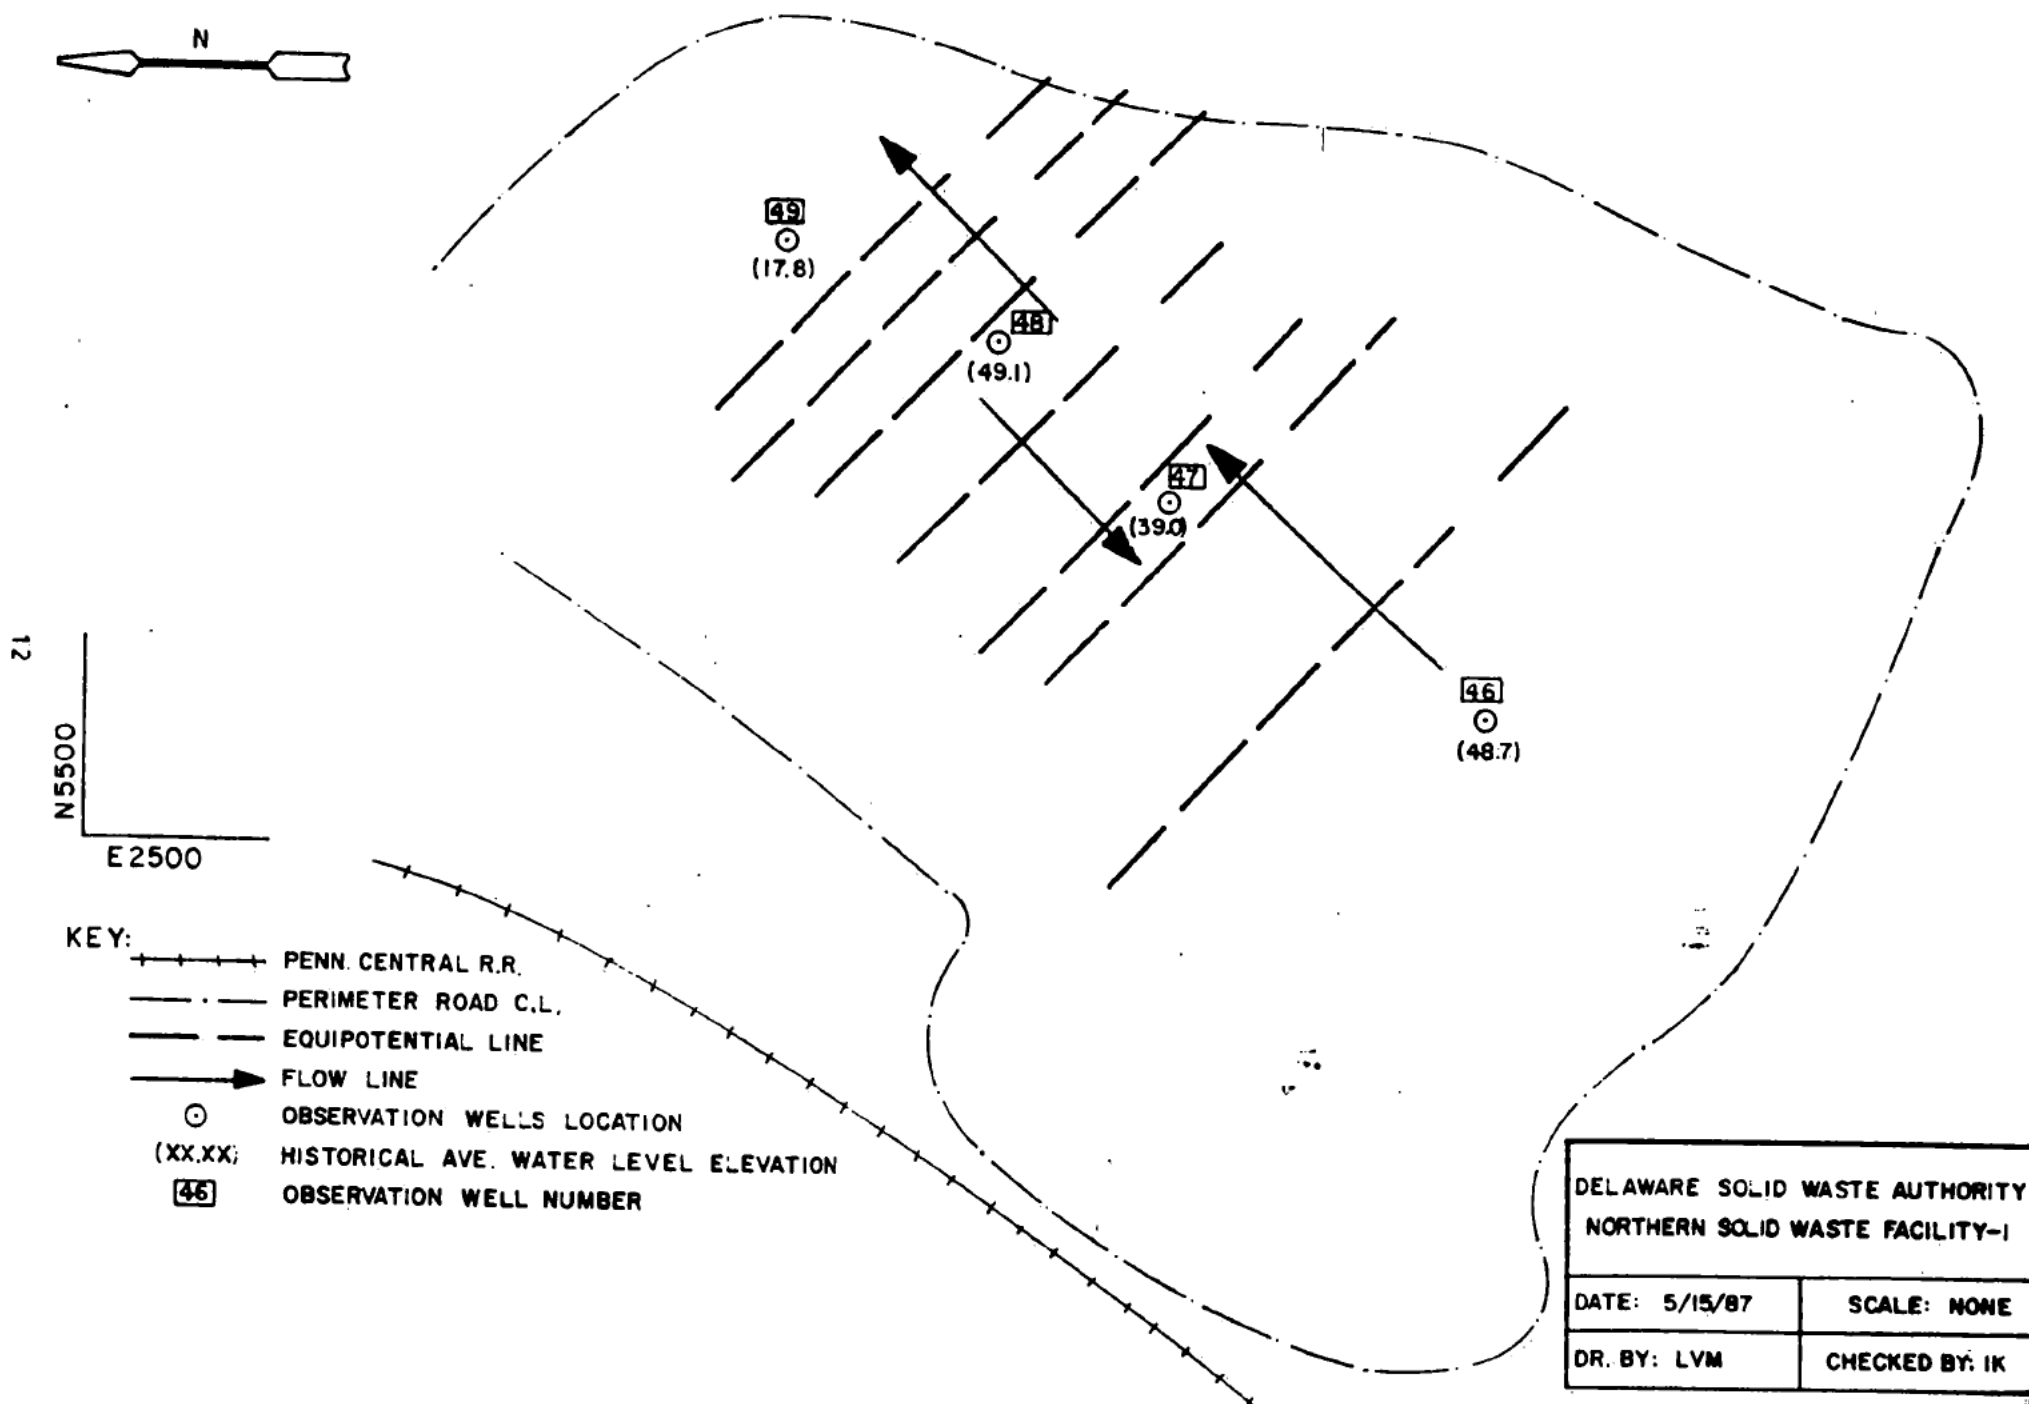 N
49
(17.8)
48
(49.1)
47
(39.0)
46
(48.7)
12
N5500
E2500
KEY:
PENN. CENTRAL R.R.
PERIMETER ROAD C.L.
EQUIPOTENTIAL LINE
FLOW LINE
OBSERVATION WELLS LOCATION
(XX.XX) HISTORICAL AVE. WATER LEVEL ELEVATION
46 OBSERVATION WELL NUMBER
DELAWARE SOLID WASTE AUTHORITY
NORTHERN SOLID WASTE FACILITY-1
DATE: 5/15/87 SCALE: NONE
DR. BY: LVM CHECKED BY: IK